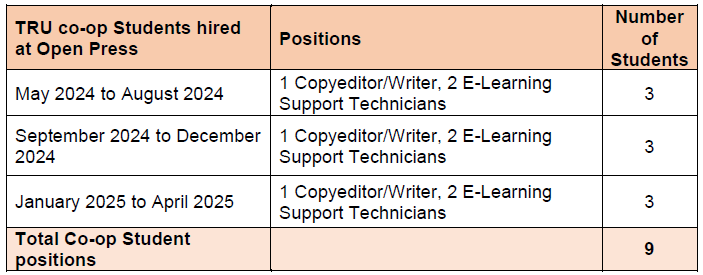 TRU co-op Students hired
at Open Press
Positions
Number
of
Students
May 2024 to August 2024
1 Copyeditor/Writer, 2 E-Learning
Support Technicians
3
September 2024 to December
2024
1 Copyeditor/Writer, 2 E-Learning
Support Technicians
3
January 2025 to April 2025
1 Copyeditor/Writer, 2 E-Learning
Support Technicians
3
Total Co-op Student
positions
9